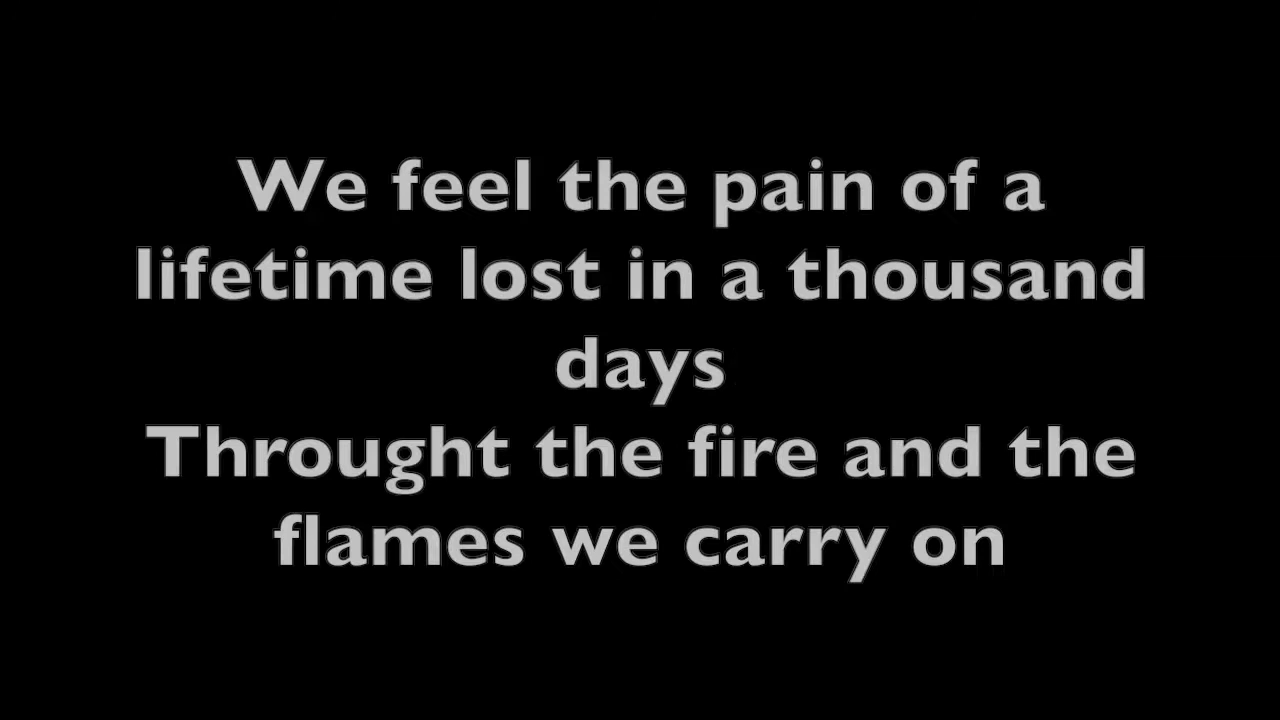 We feel the pain of a
lifetime lost in a thousand
days
Throught the fire and the
flames we carry on